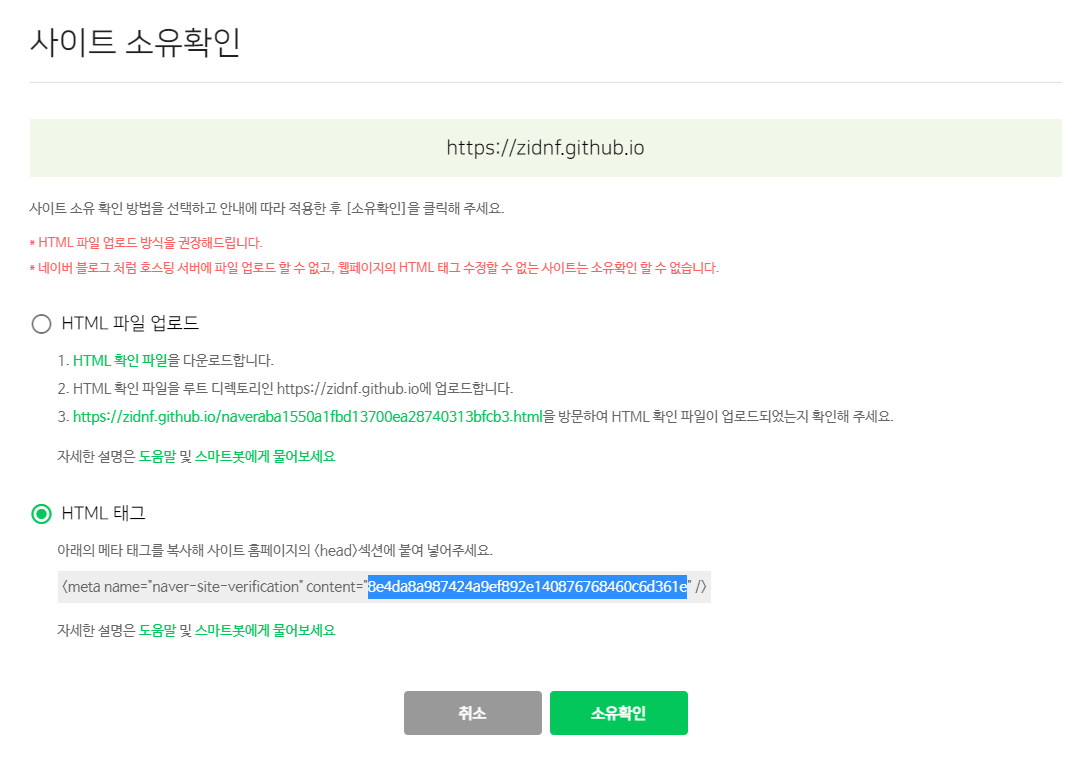 사이트 소유확인
https://zidnf.github.io
사이트 소유 확인 방법을 선택하고 안내에 따라 적용한 후 [소유확인]을 클릭해 주세요.
* HTML 파일 업로드 방식을 권장해드립니다.
* 네이버 블로그 처럼 호스팅 서버에 파일 업로드 할 수 없고, 웹페이지의 HTML 태그 수정할 수 없는 사이트는 소유확인 할 수 없습니다.
HTML 파일 업로드
1. HTML 확인 파일을 다운로드합니다.
2. HTML 확인 파일을 루트 디렉토리인 https://zidnf.github.io에 업로드합니다.
3. https://zidnf.github.io/naveraba1550a1fbd13700ea28740313bfcb3.html을 방문하여 HTML 확인 파일이 업로드되었는지 확인해 주세요.
자세한 설명은 도움말 및 스마트봇에게 물어보세요
HTML 태그
아래의 메타 태그를 복사해 사이트 홈페이지의 <head>섹션에 붙여 넣어주세요.
<meta name="naver-site-verification" content="8e4da8a987424a9ef892e140876768460c6d361e" />
자세한 설명은 도움말 및 스마트봇에게 물어보세요
취소
소유확인